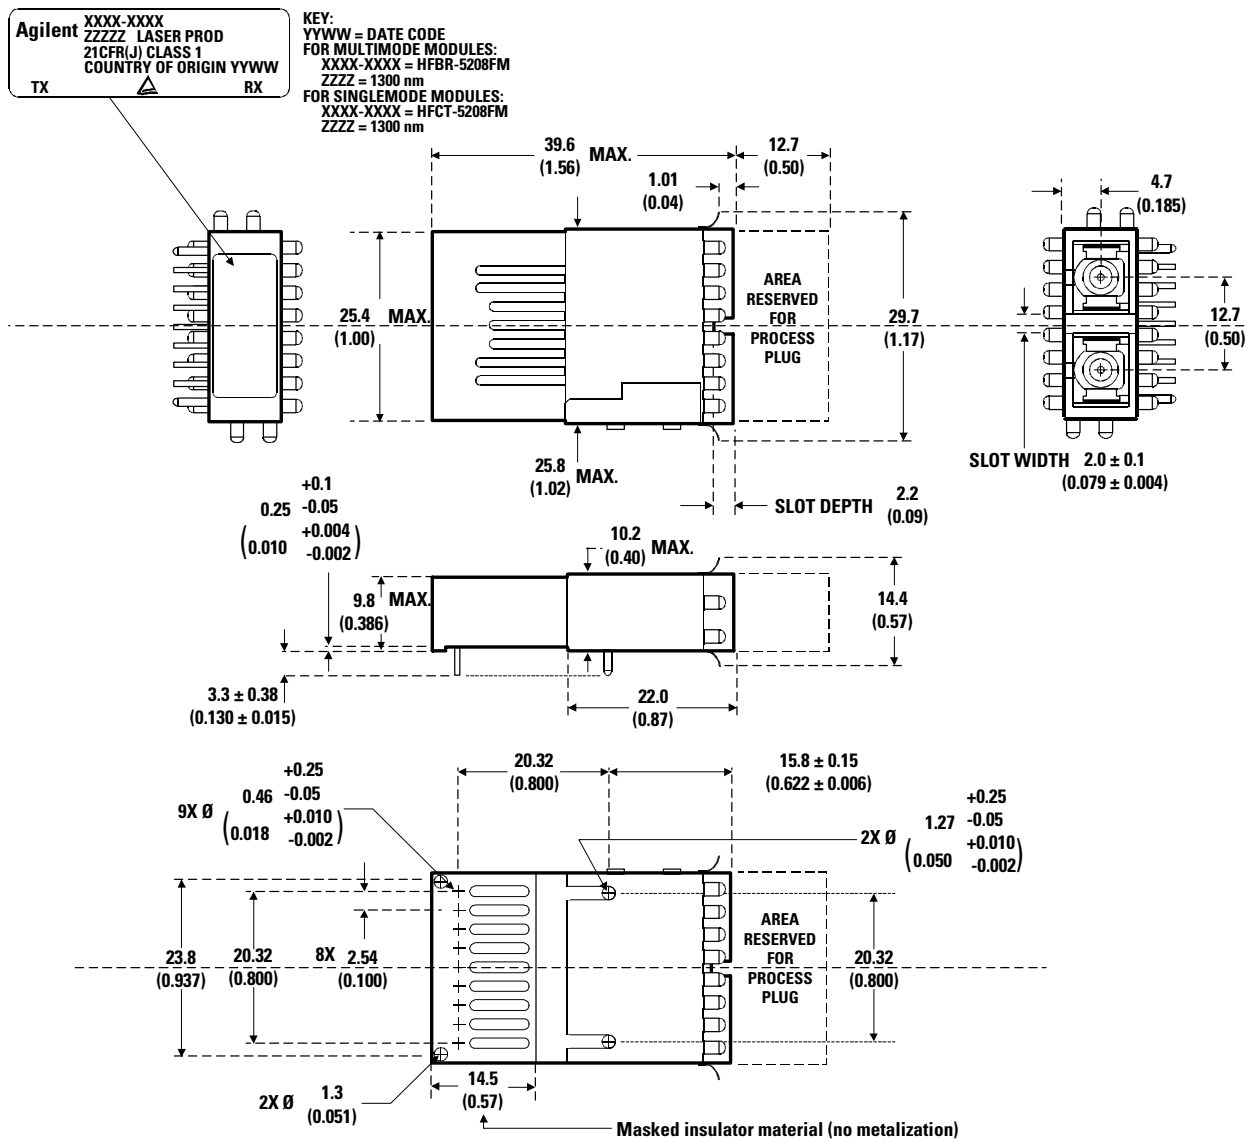 Agilent
XXXX-XXXX
ZZZZZ LASER PROD
21CFR(J) CLASS 1
COUNTRY OF ORIGIN YYWW
TX
RX
KEY:
YYWW = DATE CODE
FOR MULTIMODE MODULES:
XXXX-XXXX = HFBR-5208FM
ZZZZ = 1300 nm
FOR SINGLEMODE MODULES:
XXXX-XXXX = HFCT-5208FM
ZZZZ = 1300 nm
39.6
(1.56)
MAX.
12.7
(0.50)
1.01
(0.04)
4.7
(0.185)
25.4
(1.00)
MAX.
AREA
RESERVED
FOR
PROCESS
PLUG
29.7
(1.17)
12.7
(0.50)
25.8
(1.02)
MAX.
SLOT WIDTH
2.0 ± 0.1
(0.079 ± 0.004)
SLOT DEPTH
2.2
(0.09)
+0.1
0.25
-0.05
+0.004
(0.010
-0.002)
10.2
(0.40)
MAX.
9.8
(0.386)
MAX.
14.4
(0.57)
3.3 ± 0.38
(0.130 ± 0.015)
22.0
(0.87)
20.32
(0.800)
15.8 ± 0.15
(0.622 ± 0.006)
9X Ø
+0.25
0.46
-0.05
+0.010
(0.018
-0.002)
2X Ø
+0.25
1.27
-0.05
+0.010
(0.050
-0.002)
23.8
(0.937)
20.32
(0.800)
8X
2.54
(0.100)
AREA
RESERVED
FOR
PROCESS
PLUG
20.32
(0.800)
2X Ø
1.3
(0.051)
14.5
(0.57)
Masked insulator material (no metalization)